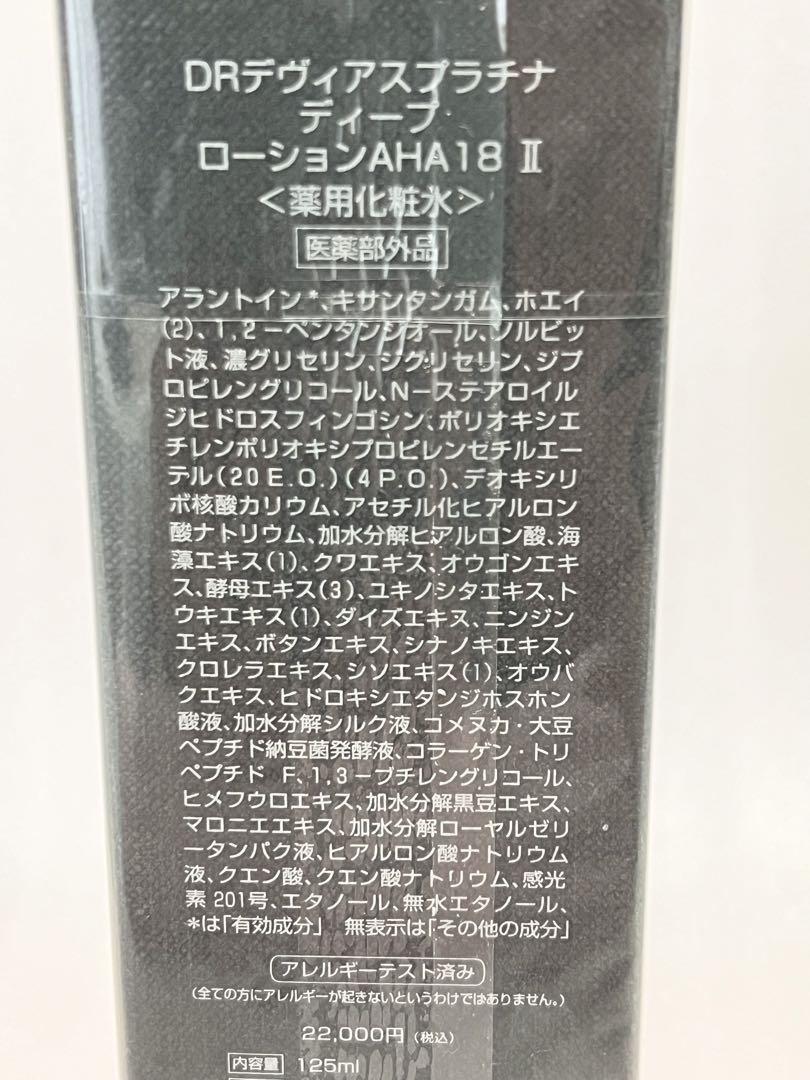 DRデヴィアスプラチナ
ディープ
ローションAHA18 Ⅱ
<薬用化粧水>
医薬部外品
アラントイン*、キサンタンガム、ホエイ
(2)、1,2-ペンタンジオール、ソルビッ
ト液、濃グリセリン、ジグリセリン、ジプ
ロピレングリコール、N-ステアロイル
ジヒドロスフィンゴシン、ポリオキシエ
チレンポリオキシプロピレンセチルエー
テル(20E.O.)(4P.O.)、デオキシリ
ボ核酸カリウム、アセチル化ヒアルロン
酸ナトリウム、加水分解ヒアルロン酸、海
藻エキス(1)、クワエキス、オウゴンエキ
ス、酵母エキス(3)、ユキノシタエキス、ト
ウキエキス(1)、ダイズエキス、ニンジン
エキス、ボタンエキス、シナノキエキス、
クロレラエキス、シソエキス(1)、オウバ
クエキス、ヒドロキシエタンジホスホン
酸液、加水分解シルク液、コメヌカ・大豆
ペプチド納豆菌発酵液、コラーゲン・トリ
ペプチド F、1,3-ブチレングリコール、
ヒメフウロエキス、加水分解黒豆エキス、
マロニエエキス、加水分解ローヤルゼリ
ータンパク液、ヒアルロン酸ナトリウム
液、クエン酸、クエン酸ナトリウム、感光
素201号、エタノール、無水エタノール、
*は「有効成分」 無表示は「その他の成分」
アレルギーテスト済み
(全ての方にアレルギーが起きないというわけではありません。)
22,000円(税込)
内容量 125ml